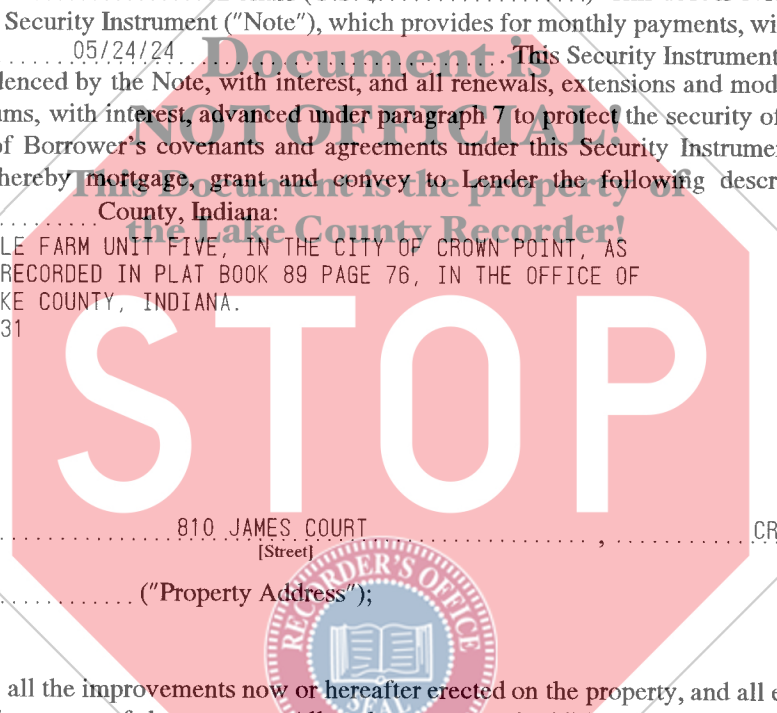 Security Instrument ("Note"), which provides for monthly payments, wi
05/24/24 . This Security Instrument
Document is
lenced by the Note, with interest, and all renewals, extensions and mod
ums, with interest, advanced under paragraph 7 to protect the security of
NOT OFFICIAL!
of Borrower's covenants and agreements under this Security Instrumen
hereby mortgage, grant and convey to Lender the following descr
This Document is the property of
County, Indiana:
the Lake County Recorder!
LE FARM UNIT FIVE, IN THE CITY OF CROWN POINT, AS
RECORDED IN PLAT BOOK 89 PAGE 76, IN THE OFFICE OF
KE COUNTY, INDIANA.
31
STOP
810 JAMES COURT , CR
[Street]
RECORDER'S OFFICE
("Property Address");
all the improvements now or hereafter erected on the property, and all e
SEAL